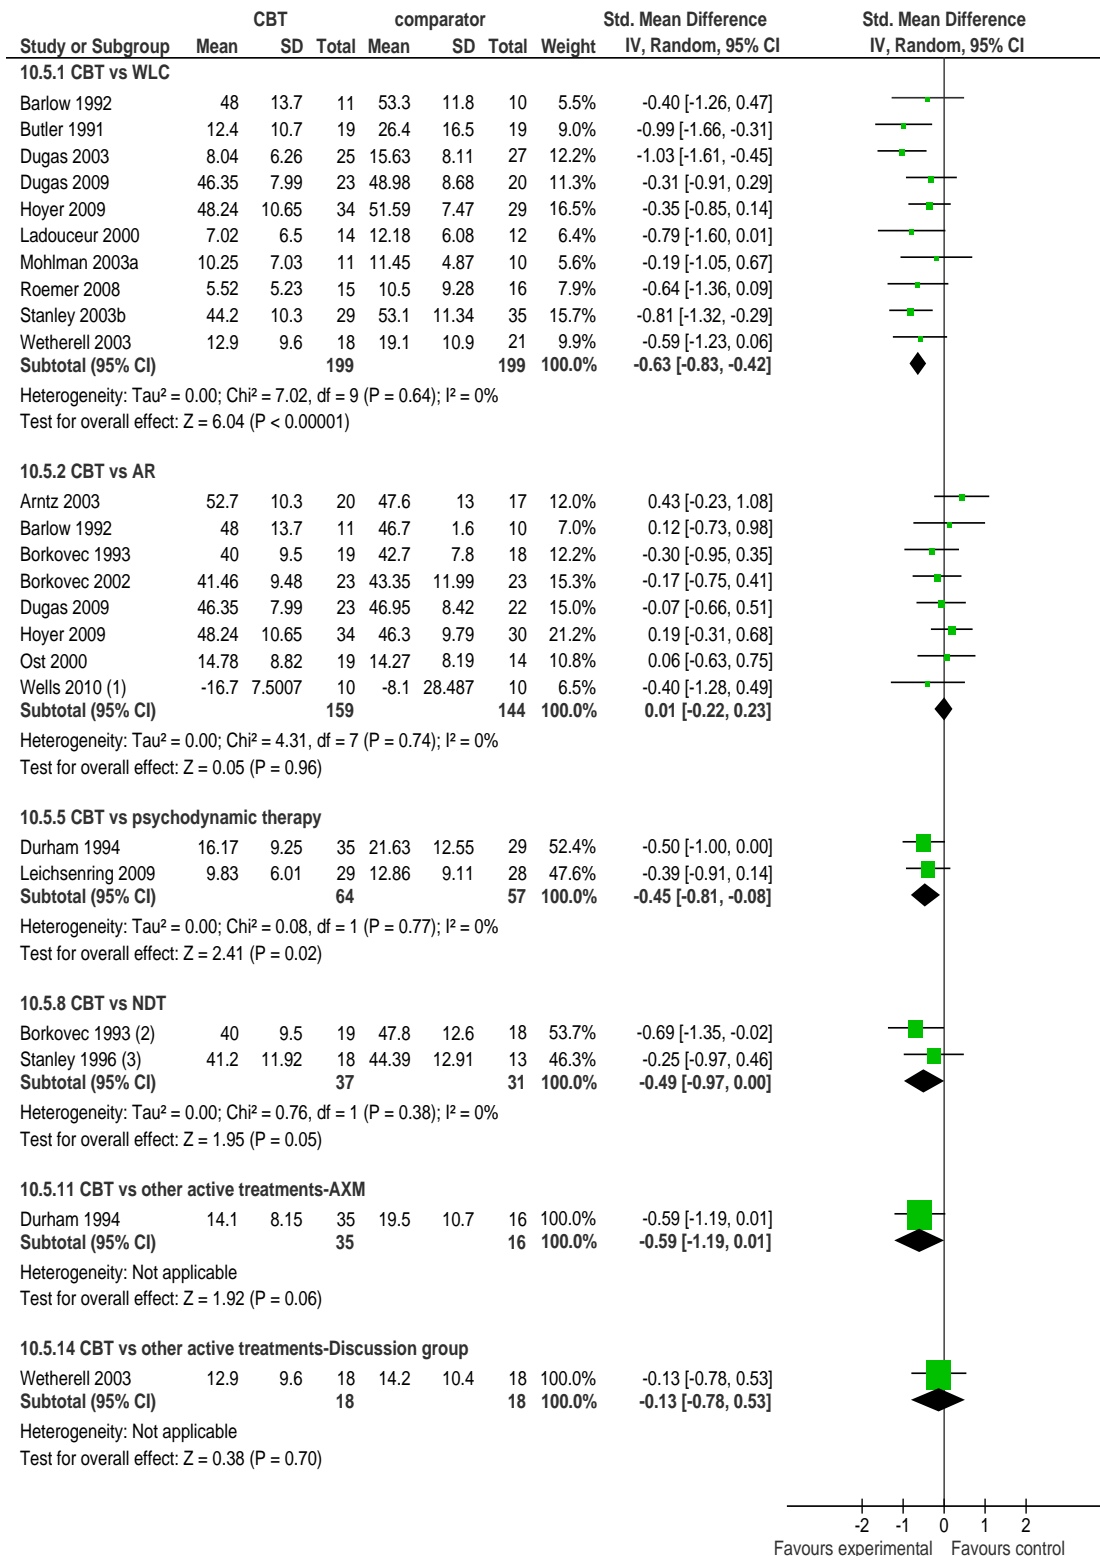 CBT comparator Std. Mean Difference Std. Mean Difference
Study or Subgroup Mean SD Total Mean SD Total Weight IV, Random, 95% CI IV, Random, 95% CI
10.5.1 CBT vs WLC
Barlow 1992 48 13.7 11 53.3 11.8 10 5.5% -0.40 [-1.26, 0.47]
Butler 1991 12.4 10.7 19 26.4 16.5 19 9.0% -0.99 [-1.66, -0.31]
Dugas 2003 8.04 6.26 25 15.63 8.11 27 12.2% -1.03 [-1.61, -0.45]
Dugas 2009 46.35 7.99 23 48.98 8.68 20 11.3% -0.31 [-0.91, 0.29]
Hoyer 2009 48.24 10.65 34 51.59 7.47 29 16.5% -0.35 [-0.85, 0.14]
Ladouceur 2000 7.02 6.5 14 12.18 6.08 12 6.4% -0.79 [-1.60, 0.01]
Mohlman 2003a 10.25 7.03 11 11.45 4.87 10 5.6% -0.19 [-1.05, 0.67]
Roemer 2008 5.52 5.23 15 10.5 9.28 16 7.9% -0.64 [-1.36, 0.09]
Stanley 2003b 44.2 10.3 29 53.1 11.34 35 15.7% -0.81 [-1.32, -0.29]
Wetherell 2003 12.9 9.6 18 19.1 10.9 21 9.9% -0.59 [-1.23, 0.06]
Subtotal (95% CI) 199 199 100.0% -0.63 [-0.83, -0.42]
Heterogeneity: Tau² = 0.00; Chi² = 7.02, df = 9 (P = 0.64); I² = 0%
Test for overall effect: Z = 6.04 (P < 0.00001)
10.5.2 CBT vs AR
Arntz 2003 52.7 10.3 20 47.6 13 17 12.0% 0.43 [-0.23, 1.08]
Barlow 1992 48 13.7 11 46.7 1.6 10 7.0% 0.12 [-0.73, 0.98]
Borkovec 1993 40 9.5 19 42.7 7.8 18 12.2% -0.30 [-0.95, 0.35]
Borkovec 2002 41.46 9.48 23 43.35 11.99 23 15.3% -0.17 [-0.75, 0.41]
Dugas 2009 46.35 7.99 23 46.95 8.42 22 15.0% -0.07 [-0.66, 0.51]
Hoyer 2009 48.24 10.65 34 46.3 9.79 30 21.2% 0.19 [-0.31, 0.68]
Ost 2000 14.78 8.82 19 14.27 8.19 14 10.8% 0.06 [-0.63, 0.75]
Wells 2010 (1) -16.7 7.5007 10 -8.1 28.487 10 6.5% -0.40 [-1.28, 0.49]
Subtotal (95% CI) 159 144 100.0% 0.01 [-0.22, 0.23]
Heterogeneity: Tau² = 0.00; Chi² = 4.31, df = 7 (P = 0.74); I² = 0%
Test for overall effect: Z = 0.05 (P = 0.96)
10.5.5 CBT vs psychodynamic therapy
Durham 1994 16.17 9.25 35 21.63 12.55 29 52.4% -0.50 [-1.00, 0.00]
Leichsenring 2009 9.83 6.01 29 12.86 9.11 28 47.6% -0.39 [-0.91, 0.14]
Subtotal (95% CI) 64 57 100.0% -0.45 [-0.81, -0.08]
Heterogeneity: Tau² = 0.00; Chi² = 0.08, df = 1 (P = 0.77); I² = 0%
Test for overall effect: Z = 2.41 (P = 0.02)
10.5.8 CBT vs NDT
Borkovec 1993 (2) 40 9.5 19 47.8 12.6 18 53.7% -0.69 [-1.35, -0.02]
Stanley 1996 (3) 41.2 11.92 18 44.39 12.91 13 46.3% -0.25 [-0.97, 0.46]
Subtotal (95% CI) 37 31 100.0% -0.49 [-0.97, 0.00]
Heterogeneity: Tau² = 0.00; Chi² = 0.76, df = 1 (P = 0.38); I² = 0%
Test for overall effect: Z = 1.95 (P = 0.05)
10.5.11 CBT vs other active treatments-AXM
Durham 1994 14.1 8.15 35 19.5 10.7 16 100.0% -0.59 [-1.19, 0.01]
Subtotal (95% CI) 35 16 100.0% -0.59 [-1.19, 0.01]
Heterogeneity: Not applicable
Test for overall effect: Z = 1.92 (P = 0.06)
10.5.14 CBT vs other active treatments-Discussion group
Wetherell 2003 12.9 9.6 18 14.2 10.4 18 100.0% -0.13 [-0.78, 0.53]
Subtotal (95% CI) 18 18 100.0% -0.13 [-0.78, 0.53]
Heterogeneity: Not applicable
Test for overall effect: Z = 0.38 (P = 0.70)
-2 -1 0 1 2
Favours experimental Favours control